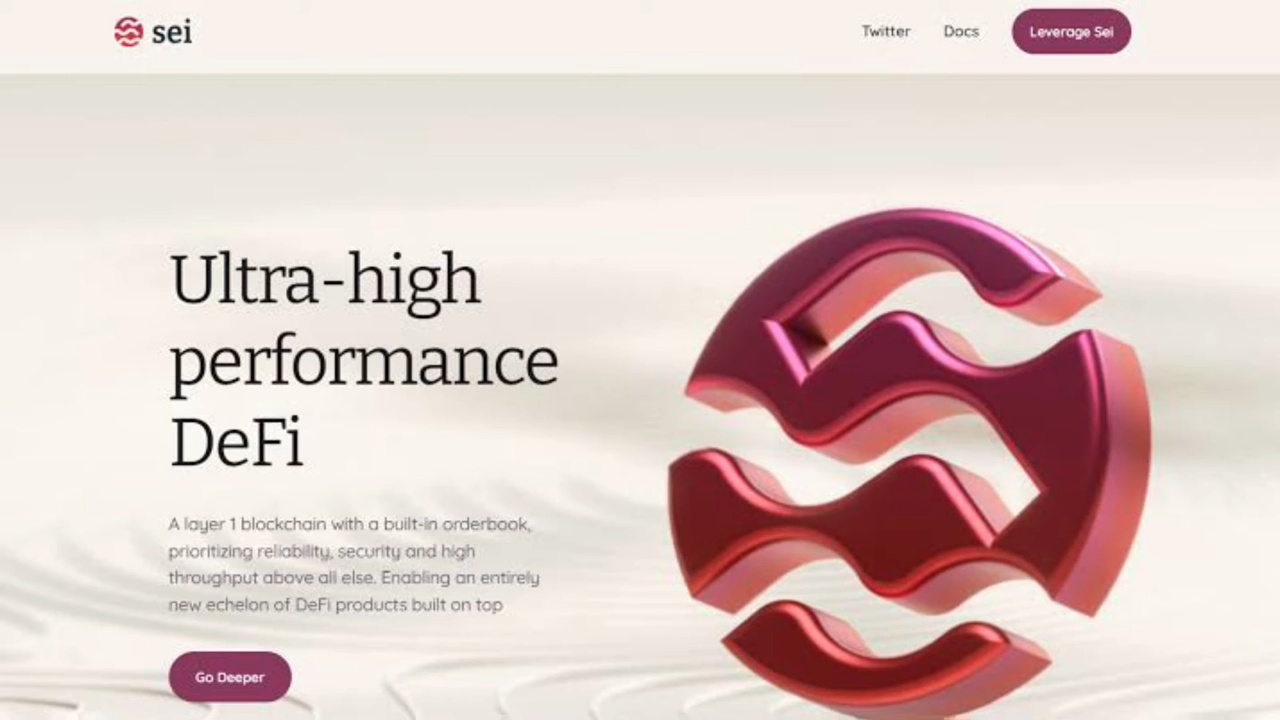 sei
Twitter
Docs
Leverage Sei
Ultra-high
performance
DeFi
A layer 1 blockchain with a built-in orderbook,
prioritizing reliability, security and high
throughput above all else. Enabling an entirely
new echelon of DeFi products built on top
Go Deeper